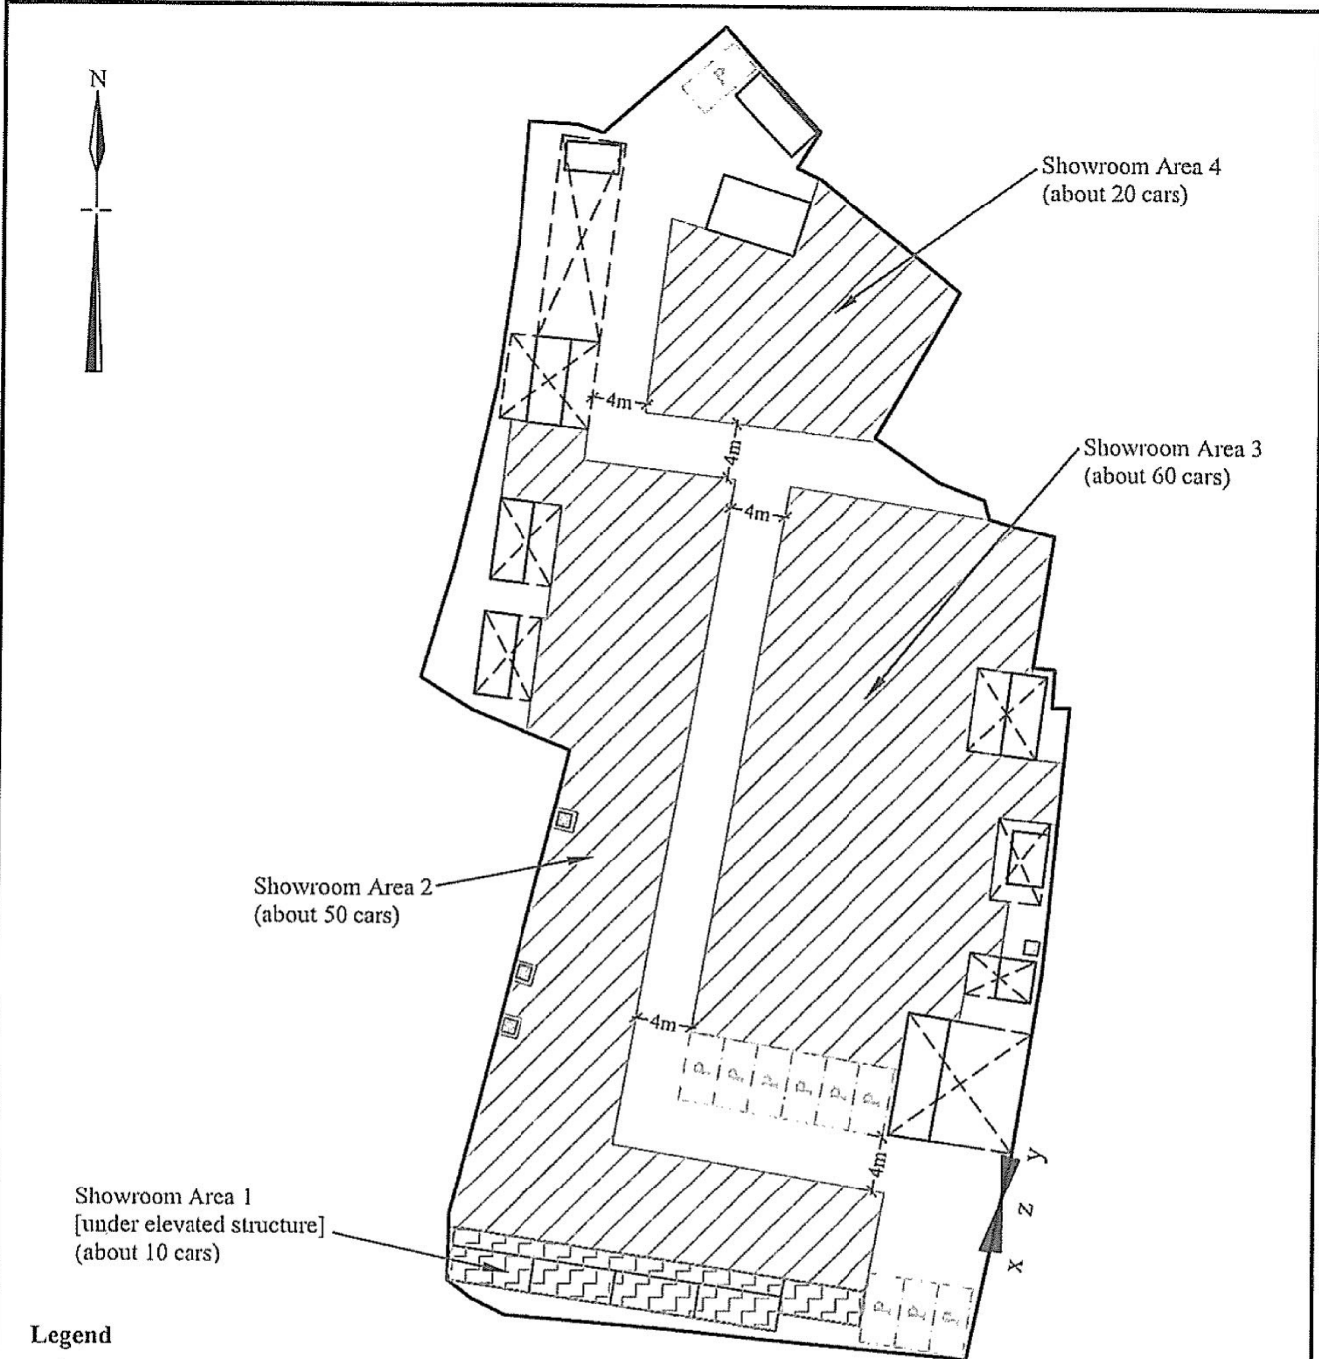 N
P
Showroom Area 4
(about 20 cars)
4m
4m
Showroom Area 3
(about 60 cars)
4m
Showroom Area 2
(about 50 cars)
4m
P P P P P P
4m
y
z
x
Showroom Area 1
[under elevated structure]
(about 10 cars)
P P P
Legend